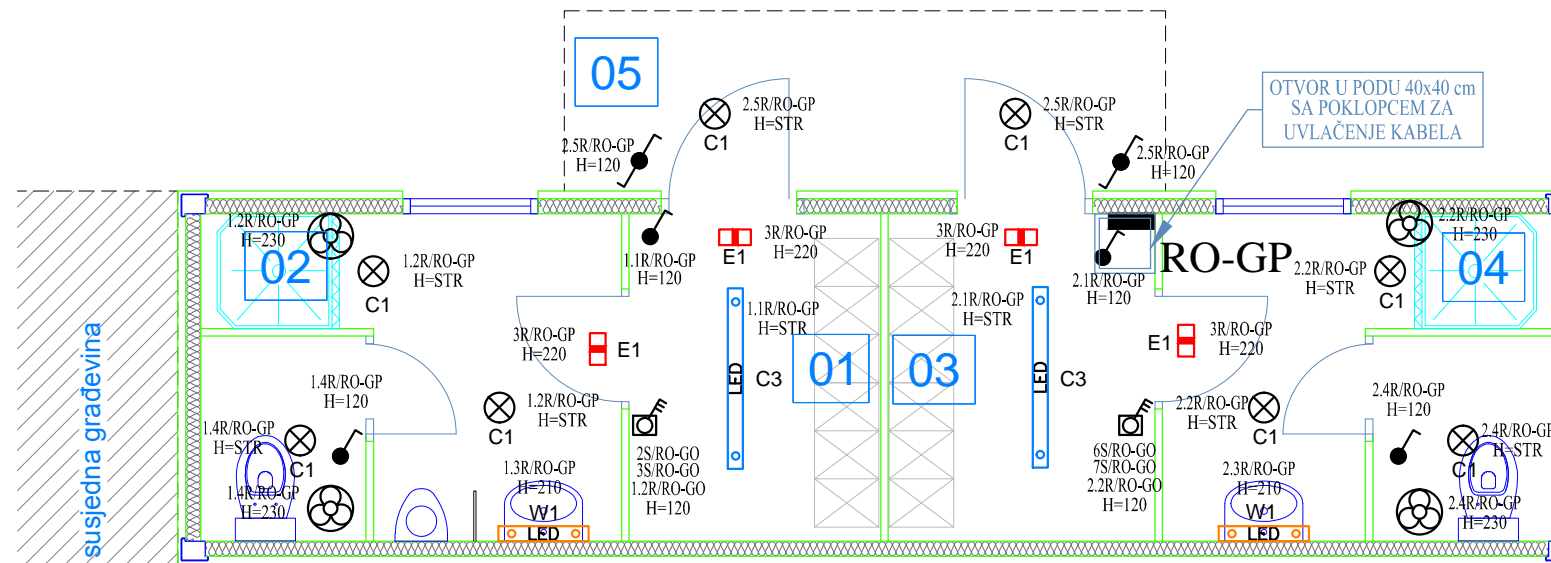 05
OTVOR U PODU 40x40 cm
SA POKLOPCEM ZA
UVLAČENJE KABELA
2.5R/RO-GP
H=STR
C1
2.5R/RO-GP
H=STR
C1
2.5R/RO-GP
H=120
2.5R/RO-GP
H=120
1.2R/RO-GP
H=230
02
1.2R/RO-GP
H=STR
C1
1.1R/RO-GP
H=120
E1
3R/RO-GP
H=220
3R/RO-GP
H=220
E1
RO-GP
2.1R/RO-GP
H=120
2.2R/RO-GP
H=STR
C1
2.2R/RO-GP
H=230
04
susjedna građevina
3R/RO-GP
H=220
E1
1.1R/RO-GP
H=STR
LED
C3
01
03
2.1R/RO-GP
H=STR
LED
C3
E1
3R/RO-GP
H=220
1.4R/RO-GP
H=120
1.4R/RO-GP
H=STR
C1
1.4R/RO-GP
H=230
1.2R/RO-GP
H=STR
C1
1.3R/RO-GP
H=210
W1
LED
2S/RO-GO
3S/RO-GO
1.2R/RO-GO
H=120
6S/RO-GO
7S/RO-GO
2.2R/RO-GO
H=120
2.2R/RO-GP
H=STR
C1
2.3R/RO-GP
H=210
W1
LED
2.4R/RO-GP
H=120
2.4R/RO-GP
H=STR
C1
2.4R/RO-GP
H=230